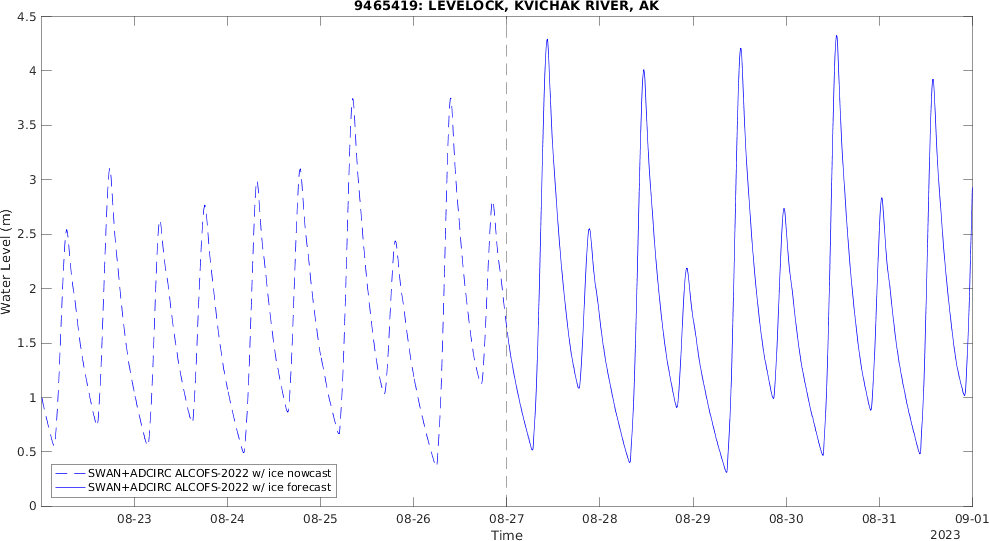 9465419: LEVELOCK, KVICHAK RIVER, AK
Water Level (m)
4.5
4
3.5
3
2.5
2
1.5
1
0.5
0
SWAN+ADCIRC ALCOFS-2022 w/ ice nowcast
SWAN+ADCIRC ALCOFS-2022 w/ ice forecast
08-23 08-24 08-25 08-26 08-27 08-28 08-29 08-30 08-31 09-01
Time
2023